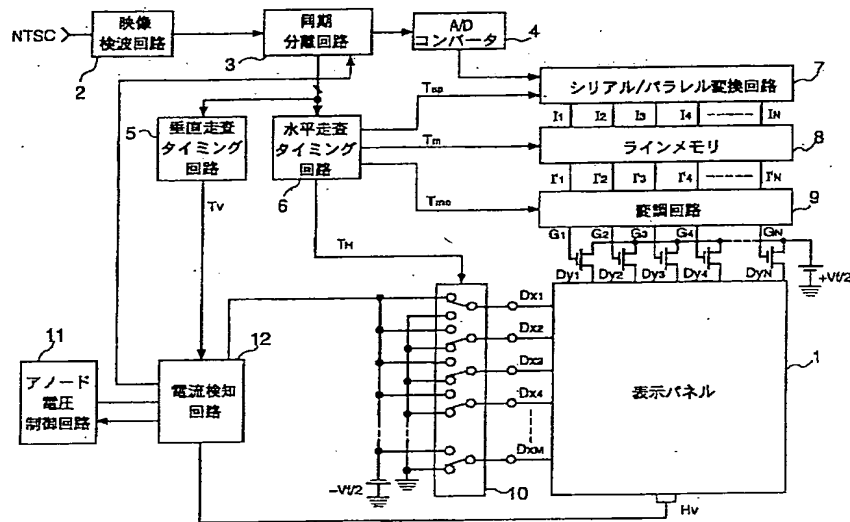 NTSC
映像
検波回路
2
同期
分離回路
3
A/D
コンバータ
4
7
シリアル/パラレル変換回路
Tsp
I1 I2 I3 I4 IN
5
垂直走査
タイミング
回路
水平走査
タイミング
回路
6
Tm
ラインメモリ
8
I'1 I'2 I'3 I'4 I'N
Tmo
変調回路
9
Tv
TH
G1 G2 G3 G4 GN
Dy1 Dy2 Dy3 Dy4 DyN
+Vf/2
Dx1
Dx2
Dx3
Dx4
DxM
1
表示パネル
11
アノード
電圧
制御回路
12
電流検知
回路
-Vf/2
10
Hv